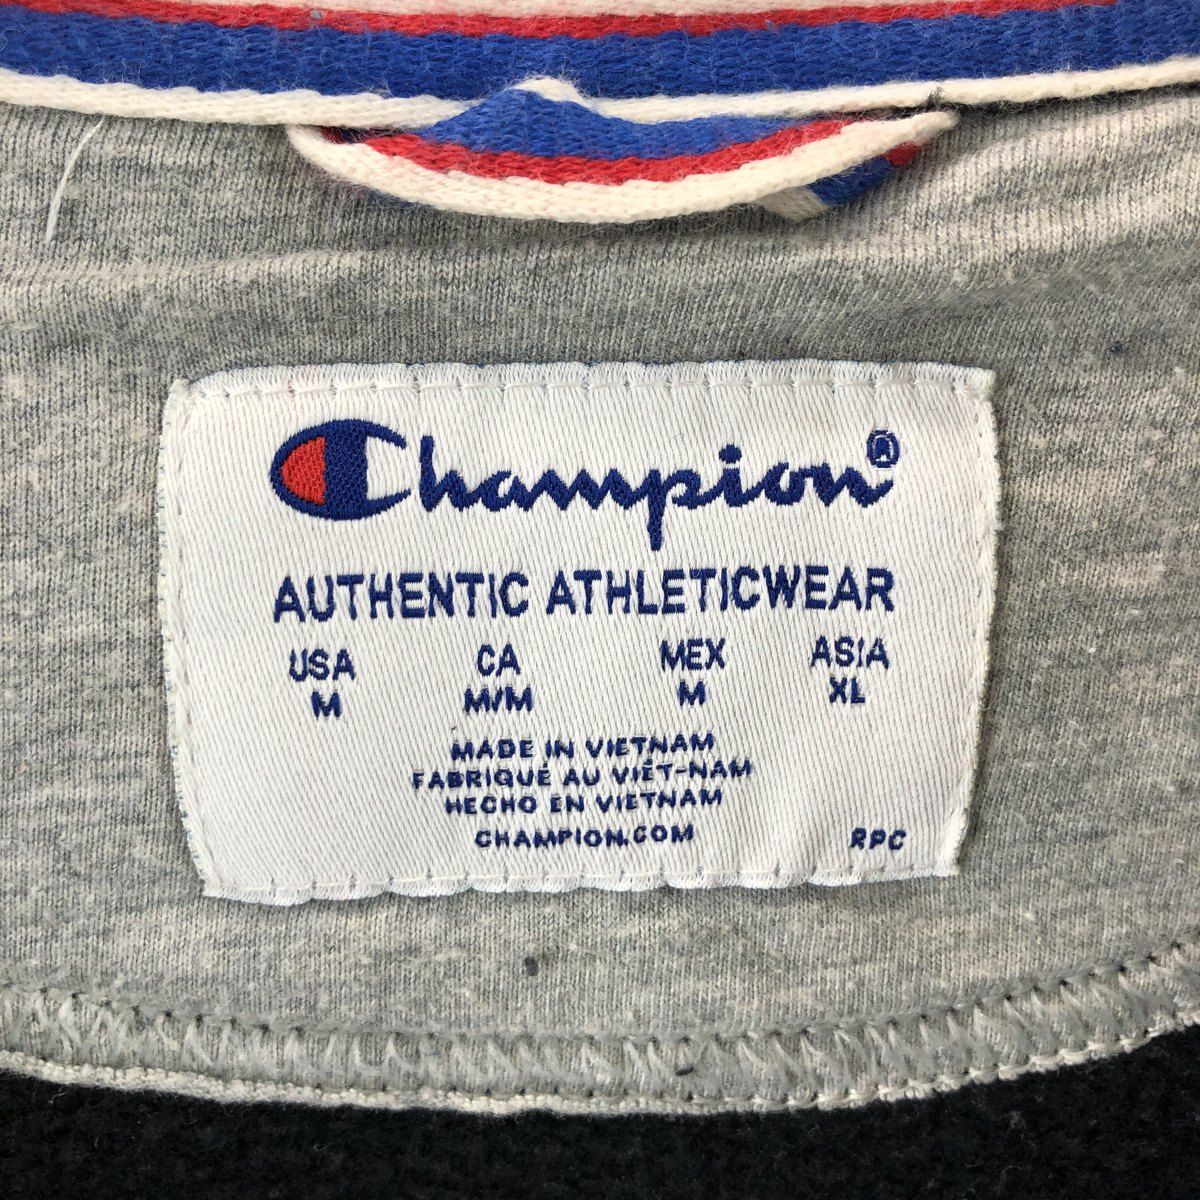 Champion®
AUTHENTIC ATHLETICWEAR
USA CA MEX ASIA
M M/M M XL
MADE IN VIETNAM
FABRIQUÉ AU VIÊT-NAM
HECHO EN VIETNAM
CHAMPION.COM RPC